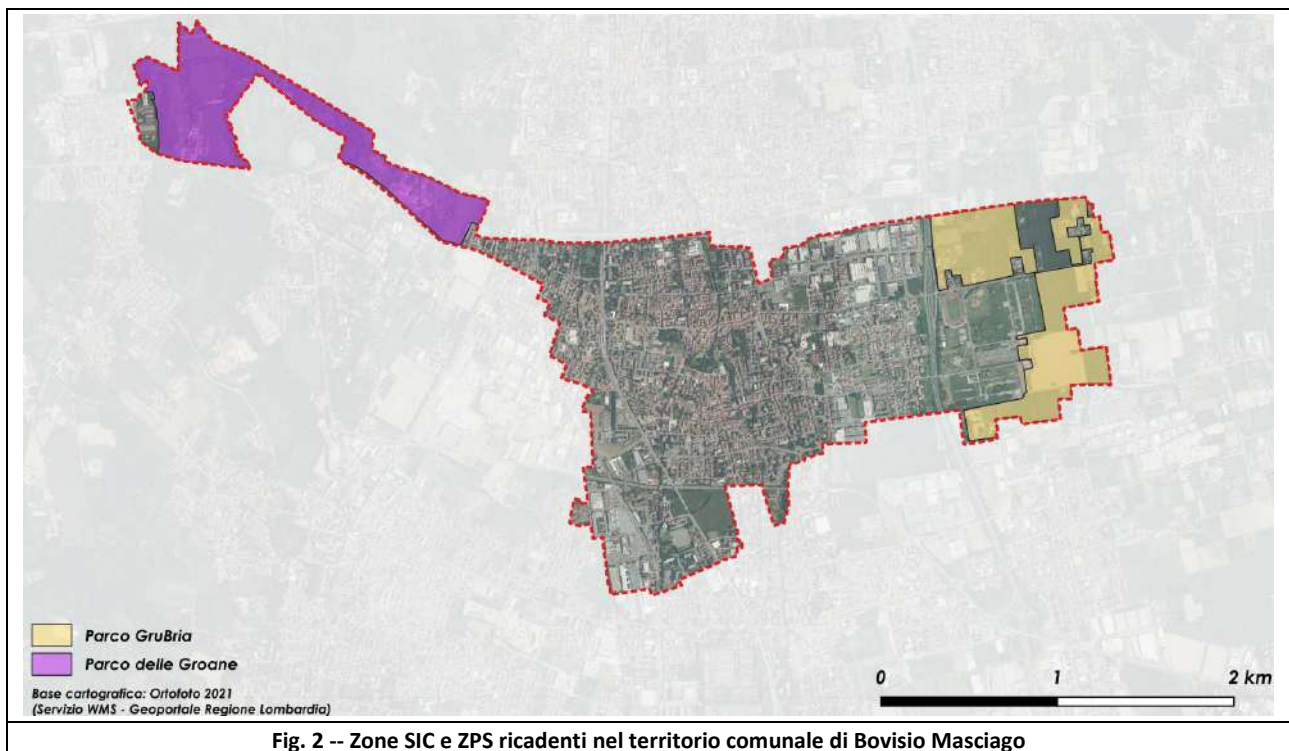 Parco GruBria
Parco delle Groane
Base cartografica: Ortofoto 2021
(Servizio WMS - Geoportale Regione Lombardia)
0 1 2 km
Fig. 2 -- Zone SIC e ZPS ricadenti nel territorio comunale di Bovisio Masciago